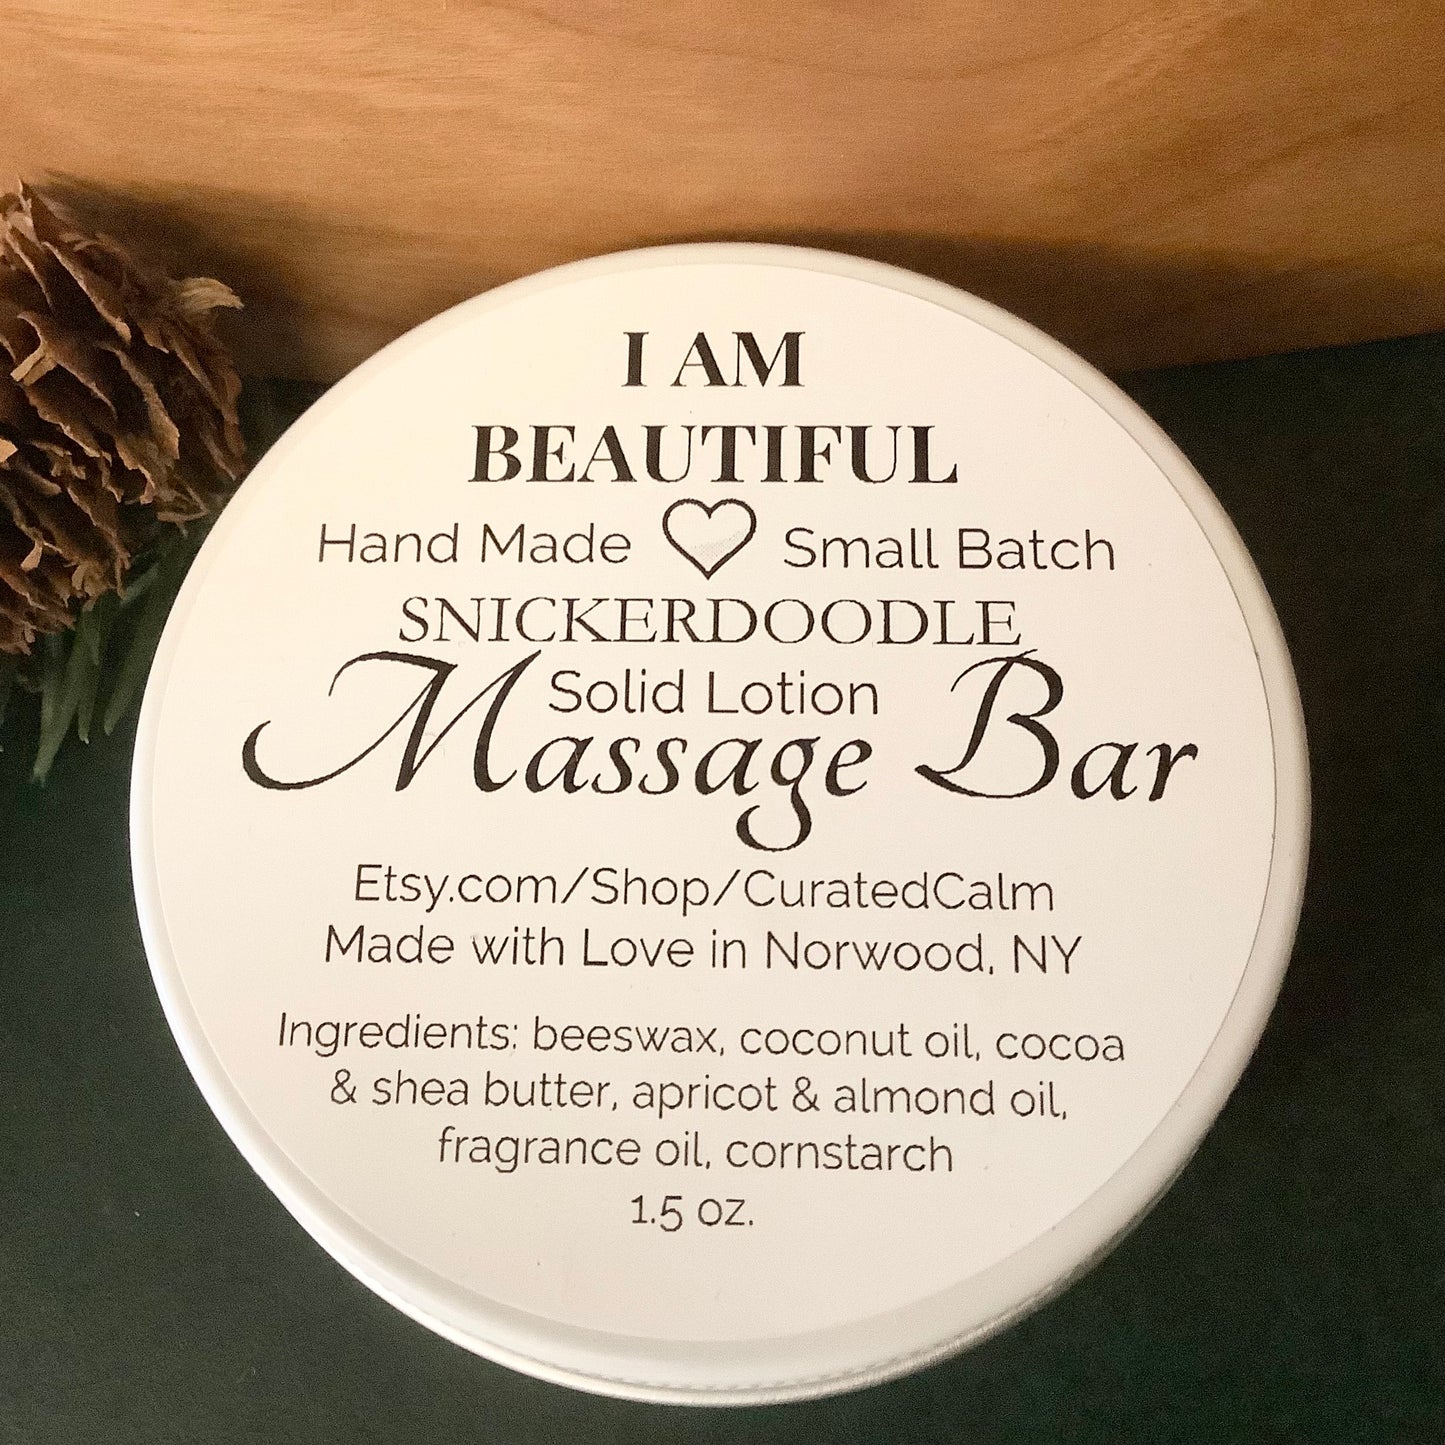 I AM
BEAUTIFUL
Hand Made Small Batch
SNICKERDOODLE
Solid Lotion
Massage Bar
Etsy.com/Shop/CuratedCalm
Made with Love in Norwood, NY
Ingredients: beeswax, coconut oil, cocoa
& shea butter, apricot & almond oil,
fragrance oil, cornstarch
1.5 oz.